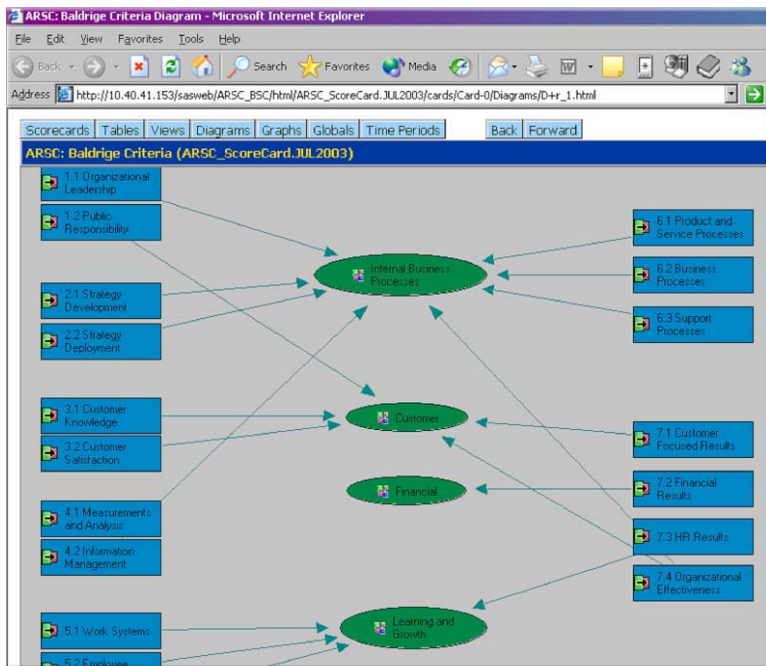 ARSC: Baldrige Criteria Diagram - Microsoft Internet Explorer
File Edit View Favorites Tools Help
Back Search Favorites Media
Address http://10.40.41.153/sasweb/ARSC_BSC/html/ARSC_ScoreCard.JUL2003/cards/Card-0/Diagrams/D+r_1.html
Scorecards Tables Views Diagrams Graphs Globals Time Periods Back Forward
ARSC: Baldrige Criteria (ARSC_ScoreCard.JUL2003)
1.1 Organizational
Leadership
1.2 Public
Responsibility
2.1 Strategy
Development
2.2 Strategy
Deployment
3.1 Customer
Knowledge
3.2 Customer
Satisfaction
4.1 Measurements
and Analysis
4.2 Information
Management
5.1 Work Systems
5.2 Employee
Internal Business
Processes
Customer
Financial
Learning and
Growth
6.1 Product and
Service Processes
6.2 Business
Processes
6.3 Support
Processes
7.1 Customer
Focused Results
7.2 Financial
Results
7.3 HR Results
7.4 Organizational
Effectiveness